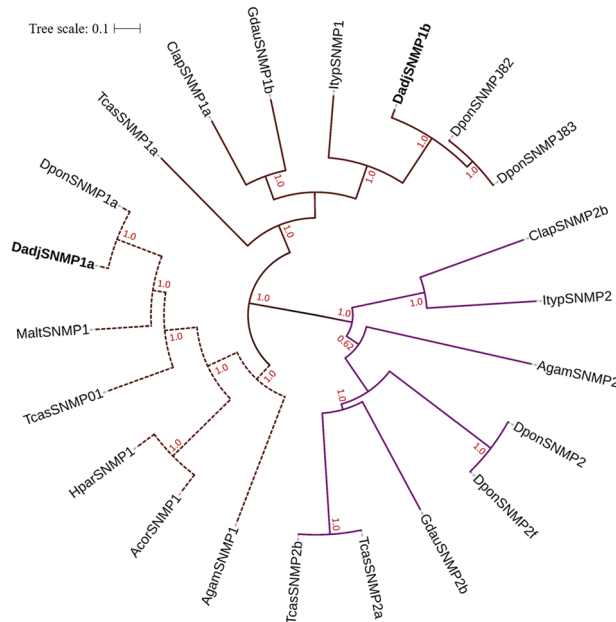 Tree scale: 0.1
GdauSNMP1b
ClapSNMP1a
ItypSNMP1
DadjSNMP1b
DponSNMPJ82
DponSNMPJ83
TcasSNMP1a
DponSNMP1a
DadjSNMP1a
MaltSNMP1
TcasSNMP01
HparSNMP1
AcorSNMP1
AgamSNMP1
TcasSNMP2b
TcasSNMP2a
GdauSNMP2b
DponSNMP2f
DponSNMP2
AgamSNMP2
ItypSNMP2
ClapSNMP2b
1.0
1.0
1.0
1.0
1.0
1.0
1.0
1.0
1.0
1.0
1.0
1.0
1.0
1.0
0.62
1.0
1.0
1.0